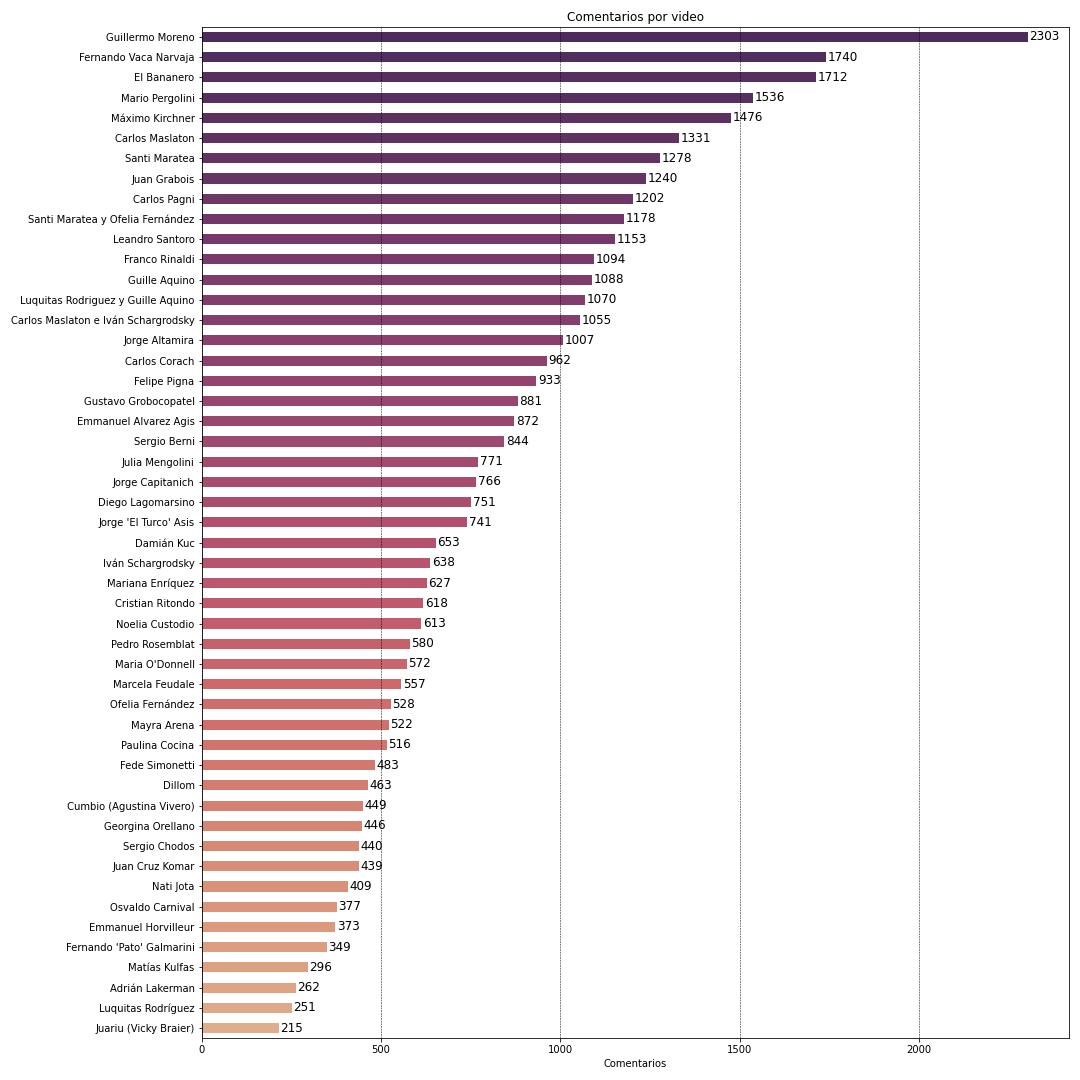 Comentarios por video
Guillermo Moreno 2303
Fernando Vaca Narvaja 1740
El Bananero 1712
Mario Pergolini 1536
Máximo Kirchner 1476
Carlos Maslaton 1331
Santi Maratea 1278
Juan Grabois 1240
Carlos Pagni 1202
Santi Maratea y Ofelia Fernández 1178
Leandro Santoro 1153
Franco Rinaldi 1094
Guille Aquino 1088
Luquitas Rodriguez y Guille Aquino 1070
Carlos Maslaton e Iván Schargrodsky 1055
Jorge Altamira 1007
Carlos Corach 962
Felipe Pigna 933
Gustavo Grobocopatel 881
Emmanuel Alvarez Agis 872
Sergio Berni 844
Julia Mengolini 771
Jorge Capitanich 766
Diego Lagomarsino 751
Jorge 'El Turco' Asis 741
Damián Kuc 653
Iván Schargrodsky 638
Mariana Enríquez 627
Cristian Ritondo 618
Noelia Custodio 613
Pedro Rosemblat 580
Maria O'Donnell 572
Marcela Feudale 557
Ofelia Fernández 528
Mayra Arena 522
Paulina Cocina 516
Fede Simonetti 483
Dillom 463
Cumbio (Agustina Vivero) 449
Georgina Orellano 446
Sergio Chodos 440
Juan Cruz Komar 439
Nati Jota 409
Osvaldo Carnival 377
Emmanuel Horvilleur 373
Fernando 'Pato' Galmarini 349
Matías Kulfas 296
Adrián Lakerman 262
Luquitas Rodríguez 251
Juariu (Vicky Braier) 215
0 500 1000 1500 2000
Comentarios